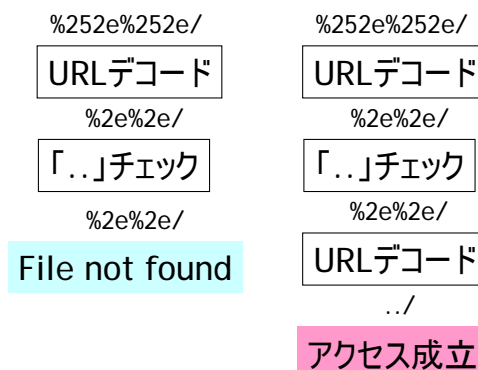 %252e%252e/
URLデコード
%2e%2e/
「..」チェック
%2e%2e/
File not found
%252e%252e/
URLデコード
%2e%2e/
「..」チェック
%2e%2e/
URLデコード
../
アクセス成立